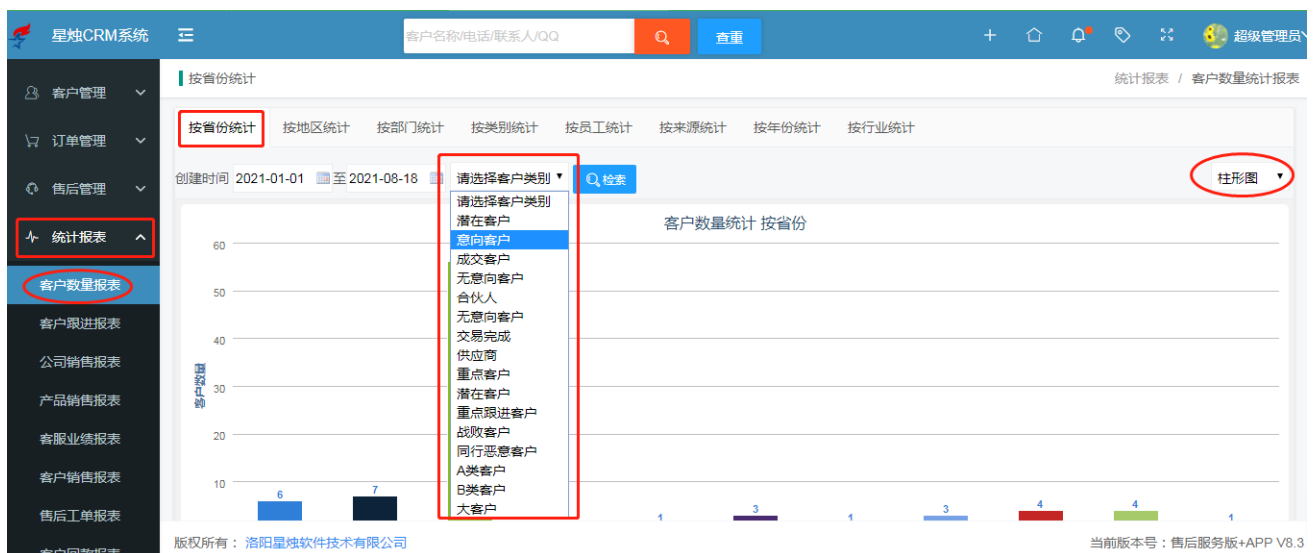 星烛CRM系统
客户名称/电话/联系人/QQ
查重
超级管理员
客户管理
订单管理
售后管理
统计报表
客户数量报表
客户跟进报表
公司销售报表
产品销售报表
客服业绩报表
客户销售报表
售后工单报表
客户回款报表
按省份统计
统计报表 / 客户数量统计报表
按省份统计 按地区统计 按部门统计 按类别统计 按员工统计 按来源统计 按年份统计 按行业统计
创建时间 2021-01-01 至 2021-08-18 请选择客户类别 检索 柱形图
请选择客户类别
潜在客户
意向客户
成交客户
无意向客户
合伙人
无意向客户
交易完成
供应商
重点客户
潜在客户
重点跟进客户
战败客户
同行恶意客户
A类客户
B类客户
大客户
客户数量统计 按省份
客户数量
60
50
40
30
20
10
6 7 1 3 1 3 4 4 1
版权所有： 洛阳星烛软件技术有限公司
当前版本号：售后服务版+APP V8.3